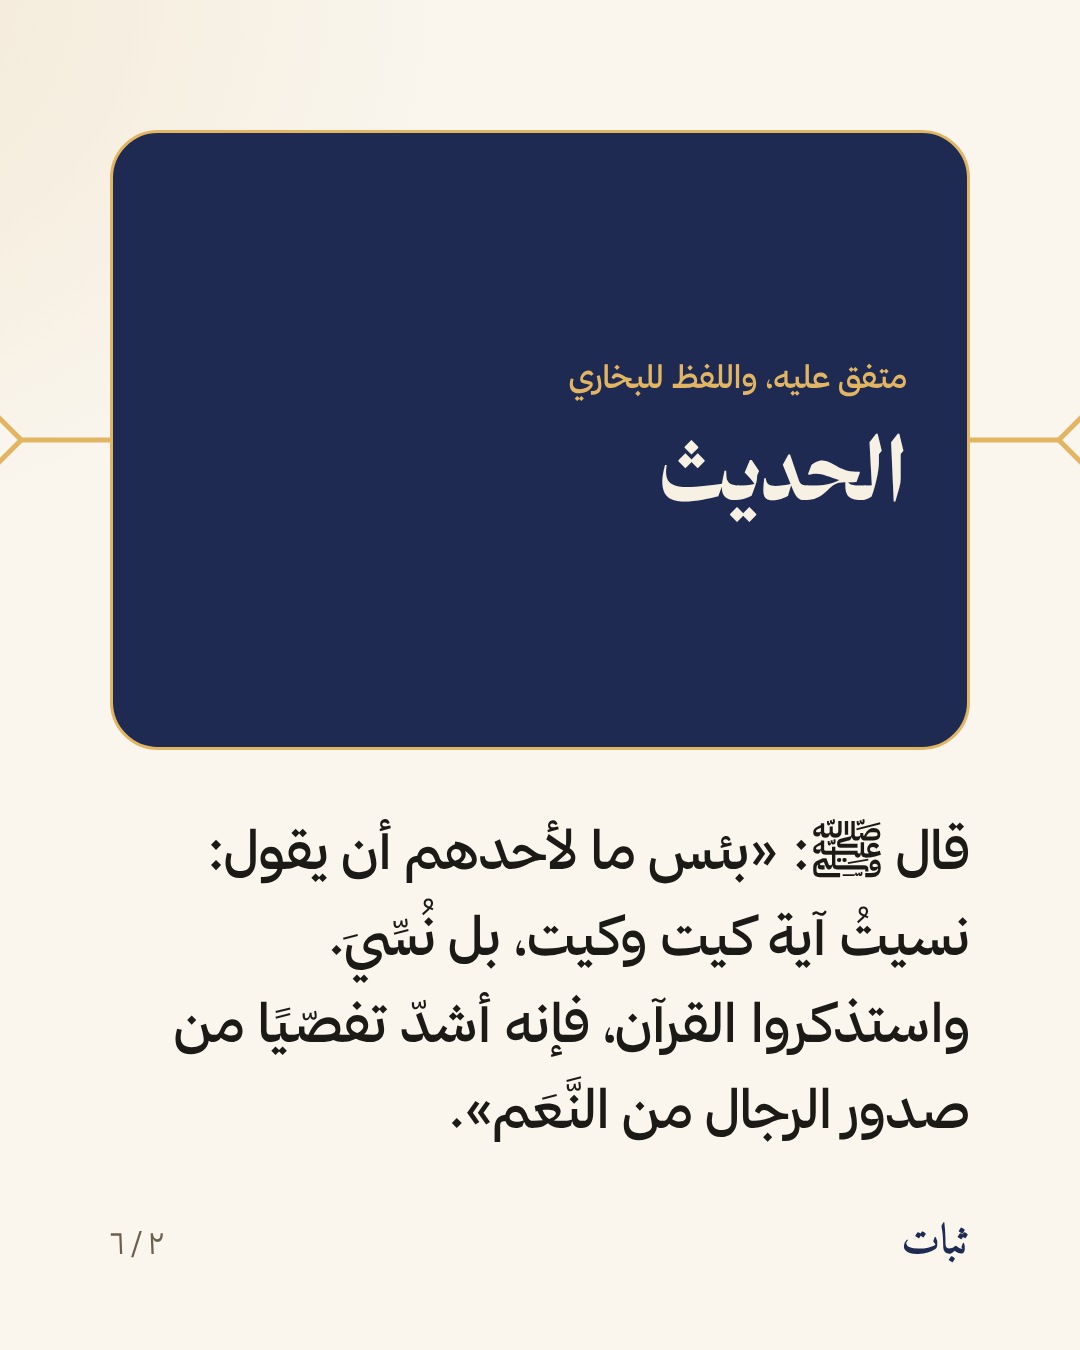 متفق عليه، واللفظ للبخاري
الحديث
قال ﷺ: «بئس ما لأحدهم أن يقول:
نسيتُ آية كيت وكيت، بل نُسِّيَ.
واستذكروا القرآن، فإنه أشدّ تفصّيًا من
صدور الرجال من النَّعَم».
ثبات
٢ / ٦